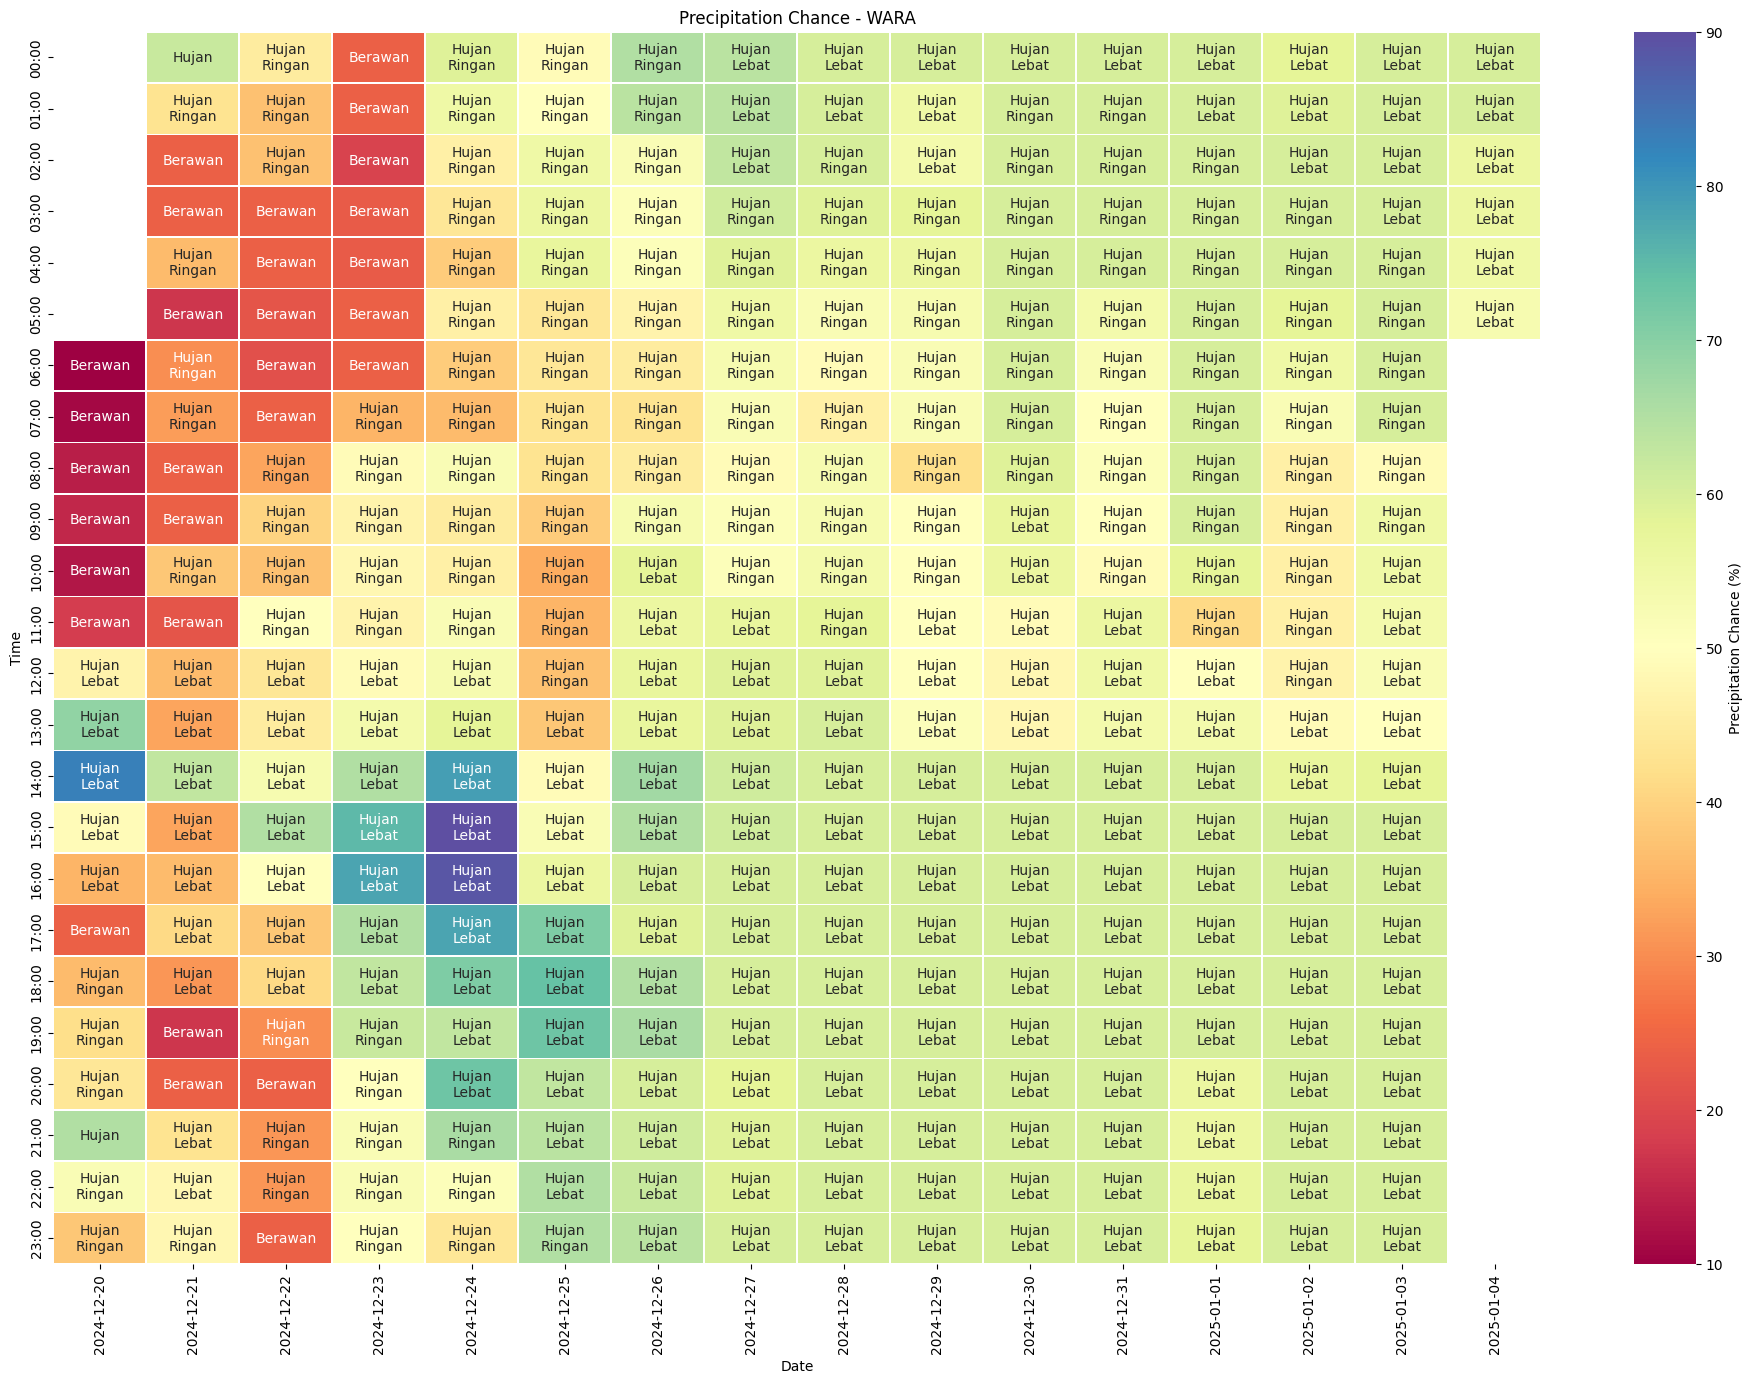 Precipitation Chance - WARA
00:00 Hujan Hujan Ringan Berawan Hujan Ringan Hujan Ringan Hujan Ringan Hujan Lebat Hujan Lebat Hujan Lebat Hujan Lebat Hujan Lebat Hujan Lebat Hujan Lebat Hujan Lebat Hujan Lebat
01:00 Hujan Ringan Hujan Ringan Berawan Hujan Ringan Hujan Ringan Hujan Ringan Hujan Lebat Hujan Lebat Hujan Lebat Hujan Ringan Hujan Ringan Hujan Lebat Hujan Lebat Hujan Lebat Hujan Lebat
02:00 Berawan Hujan Ringan Berawan Hujan Ringan Hujan Ringan Hujan Ringan Hujan Lebat Hujan Ringan Hujan Lebat Hujan Ringan Hujan Ringan Hujan Ringan Hujan Lebat Hujan Lebat Hujan Lebat
03:00 Berawan Berawan Berawan Hujan Ringan Hujan Ringan Hujan Ringan Hujan Ringan Hujan Ringan Hujan Ringan Hujan Ringan Hujan Ringan Hujan Ringan Hujan Ringan Hujan Lebat Hujan Lebat
04:00 Hujan Ringan Berawan Berawan Hujan Ringan Hujan Ringan Hujan Ringan Hujan Ringan Hujan Ringan Hujan Ringan Hujan Ringan Hujan Ringan Hujan Ringan Hujan Ringan Hujan Ringan Hujan Lebat
05:00 Berawan Berawan Berawan Hujan Ringan Hujan Ringan Hujan Ringan Hujan Ringan Hujan Ringan Hujan Ringan Hujan Ringan Hujan Ringan Hujan Ringan Hujan Ringan Hujan Ringan Hujan Lebat
06:00 Berawan Hujan Ringan Berawan Berawan Hujan Ringan Hujan Ringan Hujan Ringan Hujan Ringan Hujan Ringan Hujan Ringan Hujan Ringan Hujan Ringan Hujan Ringan Hujan Ringan Hujan Ringan
07:00 Berawan Hujan Ringan Berawan Hujan Ringan Hujan Ringan Hujan Ringan Hujan Ringan Hujan Ringan Hujan Ringan Hujan Ringan Hujan Ringan Hujan Ringan Hujan Ringan Hujan Ringan Hujan Ringan
08:00 Berawan Berawan Hujan Ringan Hujan Ringan Hujan Ringan Hujan Ringan Hujan Ringan Hujan Ringan Hujan Ringan Hujan Ringan Hujan Ringan Hujan Ringan Hujan Ringan Hujan Ringan Hujan Ringan
09:00 Berawan Berawan Hujan Ringan Hujan Ringan Hujan Ringan Hujan Ringan Hujan Ringan Hujan Ringan Hujan Ringan Hujan Ringan Hujan Lebat Hujan Ringan Hujan Ringan Hujan Ringan Hujan Ringan
10:00 Berawan Hujan Ringan Hujan Ringan Hujan Ringan Hujan Ringan Hujan Ringan Hujan Lebat Hujan Ringan Hujan Ringan Hujan Ringan Hujan Lebat Hujan Ringan Hujan Ringan Hujan Ringan Hujan Lebat
11:00 Berawan Berawan Hujan Ringan Hujan Ringan Hujan Ringan Hujan Ringan Hujan Lebat Hujan Lebat Hujan Ringan Hujan Lebat Hujan Lebat Hujan Lebat Hujan Ringan Hujan Ringan Hujan Lebat
12:00 Hujan Lebat Hujan Lebat Hujan Lebat Hujan Lebat Hujan Lebat Hujan Ringan Hujan Lebat Hujan Lebat Hujan Lebat Hujan Lebat Hujan Lebat Hujan Lebat Hujan Lebat Hujan Ringan Hujan Lebat
13:00 Hujan Lebat Hujan Lebat Hujan Lebat Hujan Lebat Hujan Lebat Hujan Lebat Hujan Lebat Hujan Lebat Hujan Lebat Hujan Lebat Hujan Lebat Hujan Lebat Hujan Lebat Hujan Lebat Hujan Lebat
14:00 Hujan Lebat Hujan Lebat Hujan Lebat Hujan Lebat Hujan Lebat Hujan Lebat Hujan Lebat Hujan Lebat Hujan Lebat Hujan Lebat Hujan Lebat Hujan Lebat Hujan Lebat Hujan Lebat Hujan Lebat
15:00 Hujan Lebat Hujan Lebat Hujan Lebat Hujan Lebat Hujan Lebat Hujan Lebat Hujan Lebat Hujan Lebat Hujan Lebat Hujan Lebat Hujan Lebat Hujan Lebat Hujan Lebat Hujan Lebat Hujan Lebat
16:00 Hujan Lebat Hujan Lebat Hujan Lebat Hujan Lebat Hujan Lebat Hujan Lebat Hujan Lebat Hujan Lebat Hujan Lebat Hujan Lebat Hujan Lebat Hujan Lebat Hujan Lebat Hujan Lebat Hujan Lebat
17:00 Berawan Hujan Lebat Hujan Lebat Hujan Lebat Hujan Lebat Hujan Lebat Hujan Lebat Hujan Lebat Hujan Lebat Hujan Lebat Hujan Lebat Hujan Lebat Hujan Lebat Hujan Lebat Hujan Lebat
18:00 Hujan Ringan Hujan Lebat Hujan Lebat Hujan Lebat Hujan Lebat Hujan Lebat Hujan Lebat Hujan Lebat Hujan Lebat Hujan Lebat Hujan Lebat Hujan Lebat Hujan Lebat Hujan Lebat Hujan Lebat
19:00 Hujan Ringan Berawan Hujan Ringan Hujan Ringan Hujan Lebat Hujan Lebat Hujan Lebat Hujan Lebat Hujan Lebat Hujan Lebat Hujan Lebat Hujan Lebat Hujan Lebat Hujan Lebat Hujan Lebat
20:00 Hujan Ringan Berawan Berawan Hujan Ringan Hujan Lebat Hujan Lebat Hujan Lebat Hujan Lebat Hujan Lebat Hujan Lebat Hujan Lebat Hujan Lebat Hujan Lebat Hujan Lebat Hujan Lebat
21:00 Hujan Hujan Lebat Hujan Ringan Hujan Ringan Hujan Ringan Hujan Lebat Hujan Lebat Hujan Lebat Hujan Lebat Hujan Lebat Hujan Lebat Hujan Lebat Hujan Lebat Hujan Lebat Hujan Lebat
22:00 Hujan Ringan Hujan Lebat Hujan Ringan Hujan Ringan Hujan Ringan Hujan Lebat Hujan Lebat Hujan Lebat Hujan Lebat Hujan Lebat Hujan Lebat Hujan Lebat Hujan Lebat Hujan Lebat Hujan Lebat
23:00 Hujan Ringan Hujan Ringan Berawan Hujan Ringan Hujan Ringan Hujan Ringan Hujan Lebat Hujan Lebat Hujan Lebat Hujan Lebat Hujan Lebat Hujan Lebat Hujan Lebat Hujan Lebat Hujan Lebat
Time
2024-12-20 2024-12-21 2024-12-22 2024-12-23 2024-12-24 2024-12-25 2024-12-26 2024-12-27 2024-12-28 2024-12-29 2024-12-30 2024-12-31 2025-01-01 2025-01-02 2025-01-03 2025-01-04
Date
90
80
70
60
50
40
30
20
10
Precipitation Chance (%)